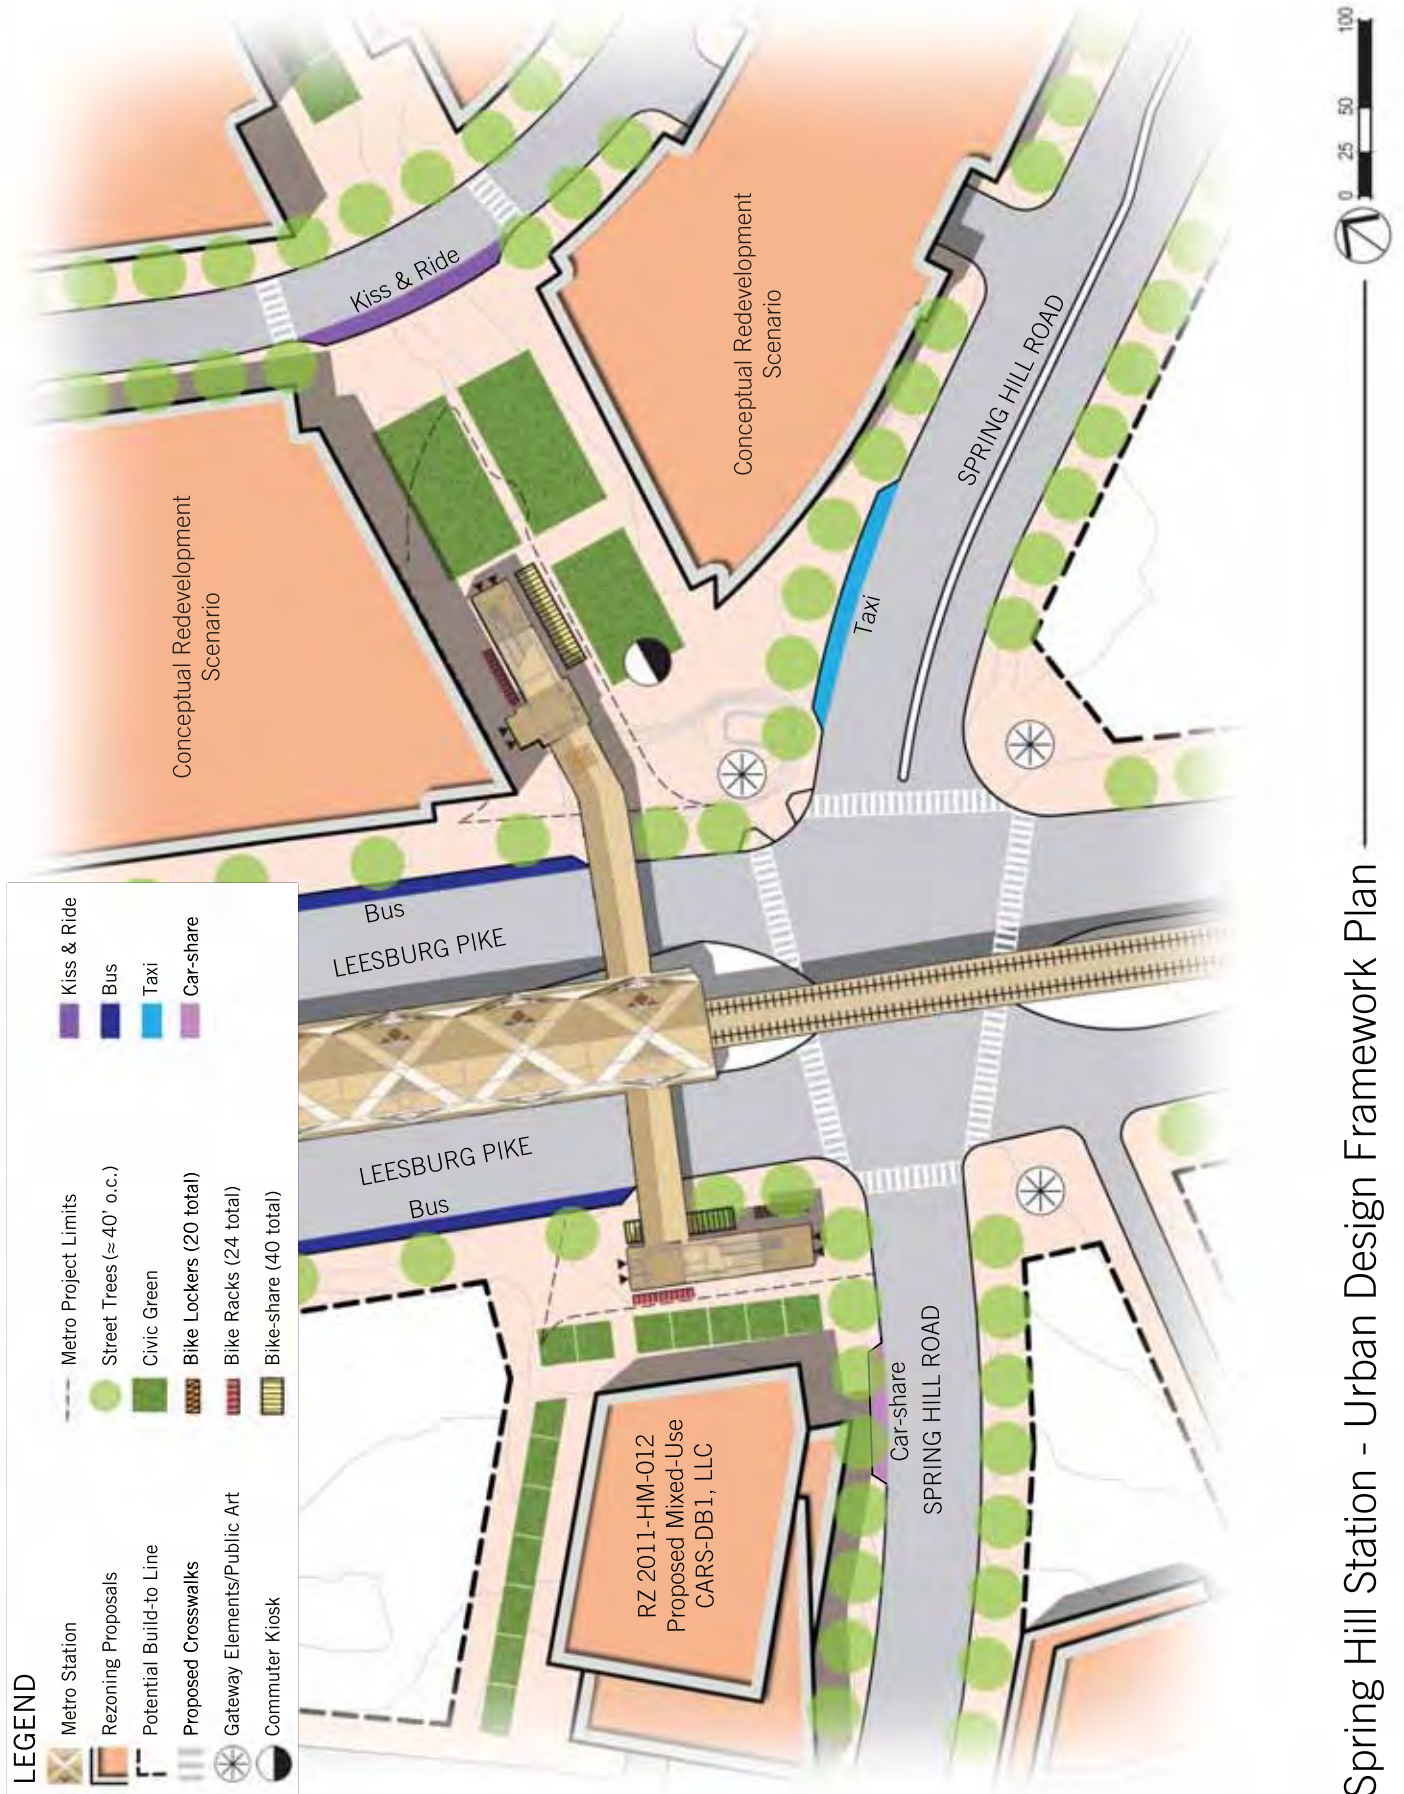 LEGEND
Metro Station
Rezoning Proposals
Potential Build-to Line
Proposed Crosswalks
Gateway Elements/Public Art
Commuter Kiosk
Metro Project Limits
Street Trees (≈40' o.c.)
Civic Green
Bike Lockers (20 total)
Bike Racks (24 total)
Bike-share (40 total)
Kiss & Ride
Bus
Taxi
Car-share
Conceptual Redevelopment
Scenario
Kiss & Ride
Conceptual Redevelopment
Scenario
Bus
LEESBURG PIKE
Taxi
SPRING HILL ROAD
LEESBURG PIKE
Bus
RZ 2011-HM-012
Proposed Mixed-Use
CARS-DB1, LLC
Car-share
SPRING HILL ROAD
Spring Hill Station - Urban Design Framework Plan
0 25 50 100